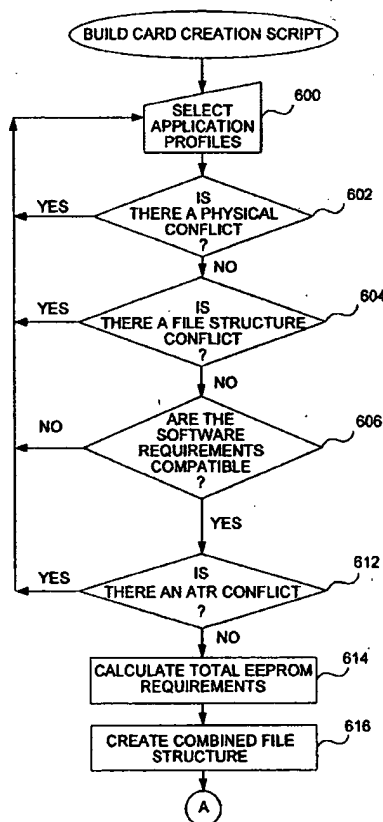 BUILD CARD CREATION SCRIPT
600
SELECT
APPLICATION
PROFILES
602
IS
THERE A PHYSICAL
CONFLICT
?
YES
NO
604
IS
THERE A FILE STRUCTURE
CONFLICT
?
YES
NO
606
ARE THE
SOFTWARE
REQUIREMENTS
COMPATIBLE
?
NO
YES
612
IS
THERE AN ATR CONFLICT
?
YES
NO
614
CALCULATE TOTAL EEPROM
REQUIREMENTS
616
CREATE COMBINED FILE
STRUCTURE
A